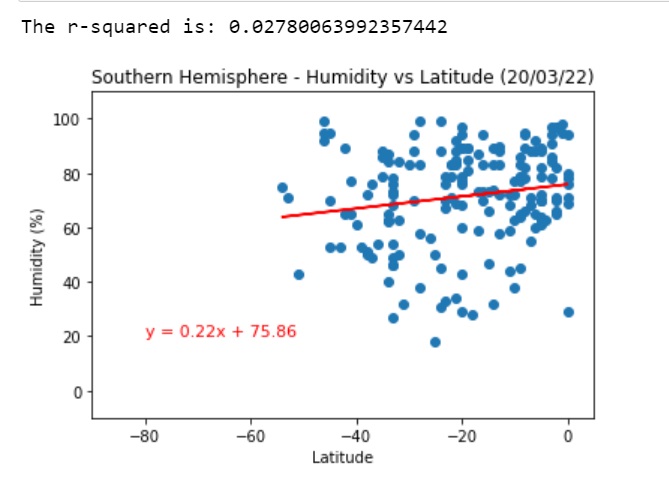 The r-squared is: 0.02780063992357442
Southern Hemisphere - Humidity vs Latitude (20/03/22)
100
80
60
40
20
0
Humidity (%)
y = 0.22x + 75.86
−80 −60 −40 −20 0
Latitude